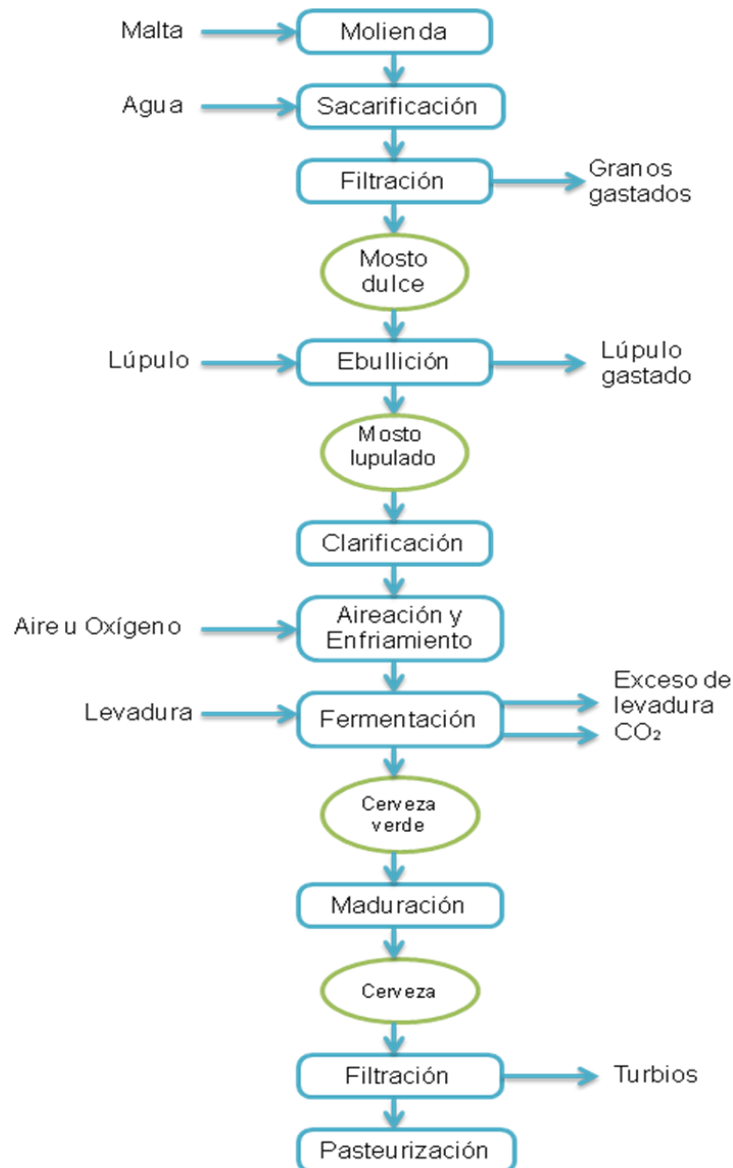 Malta
Molienda
Agua
Sacarificación
Filtración
Granos
gastados
Mosto
dulce
Lúpulo
Ebullición
Lúpulo
gastado
Mosto
lupulado
Clarificación
Aire u Oxígeno
Aireación y
Enfriamiento
Levadura
Fermentación
Exceso de
levadura
CO₂
Cerveza
verde
Maduración
Cerveza
Filtración
Turbios
Pasteurización